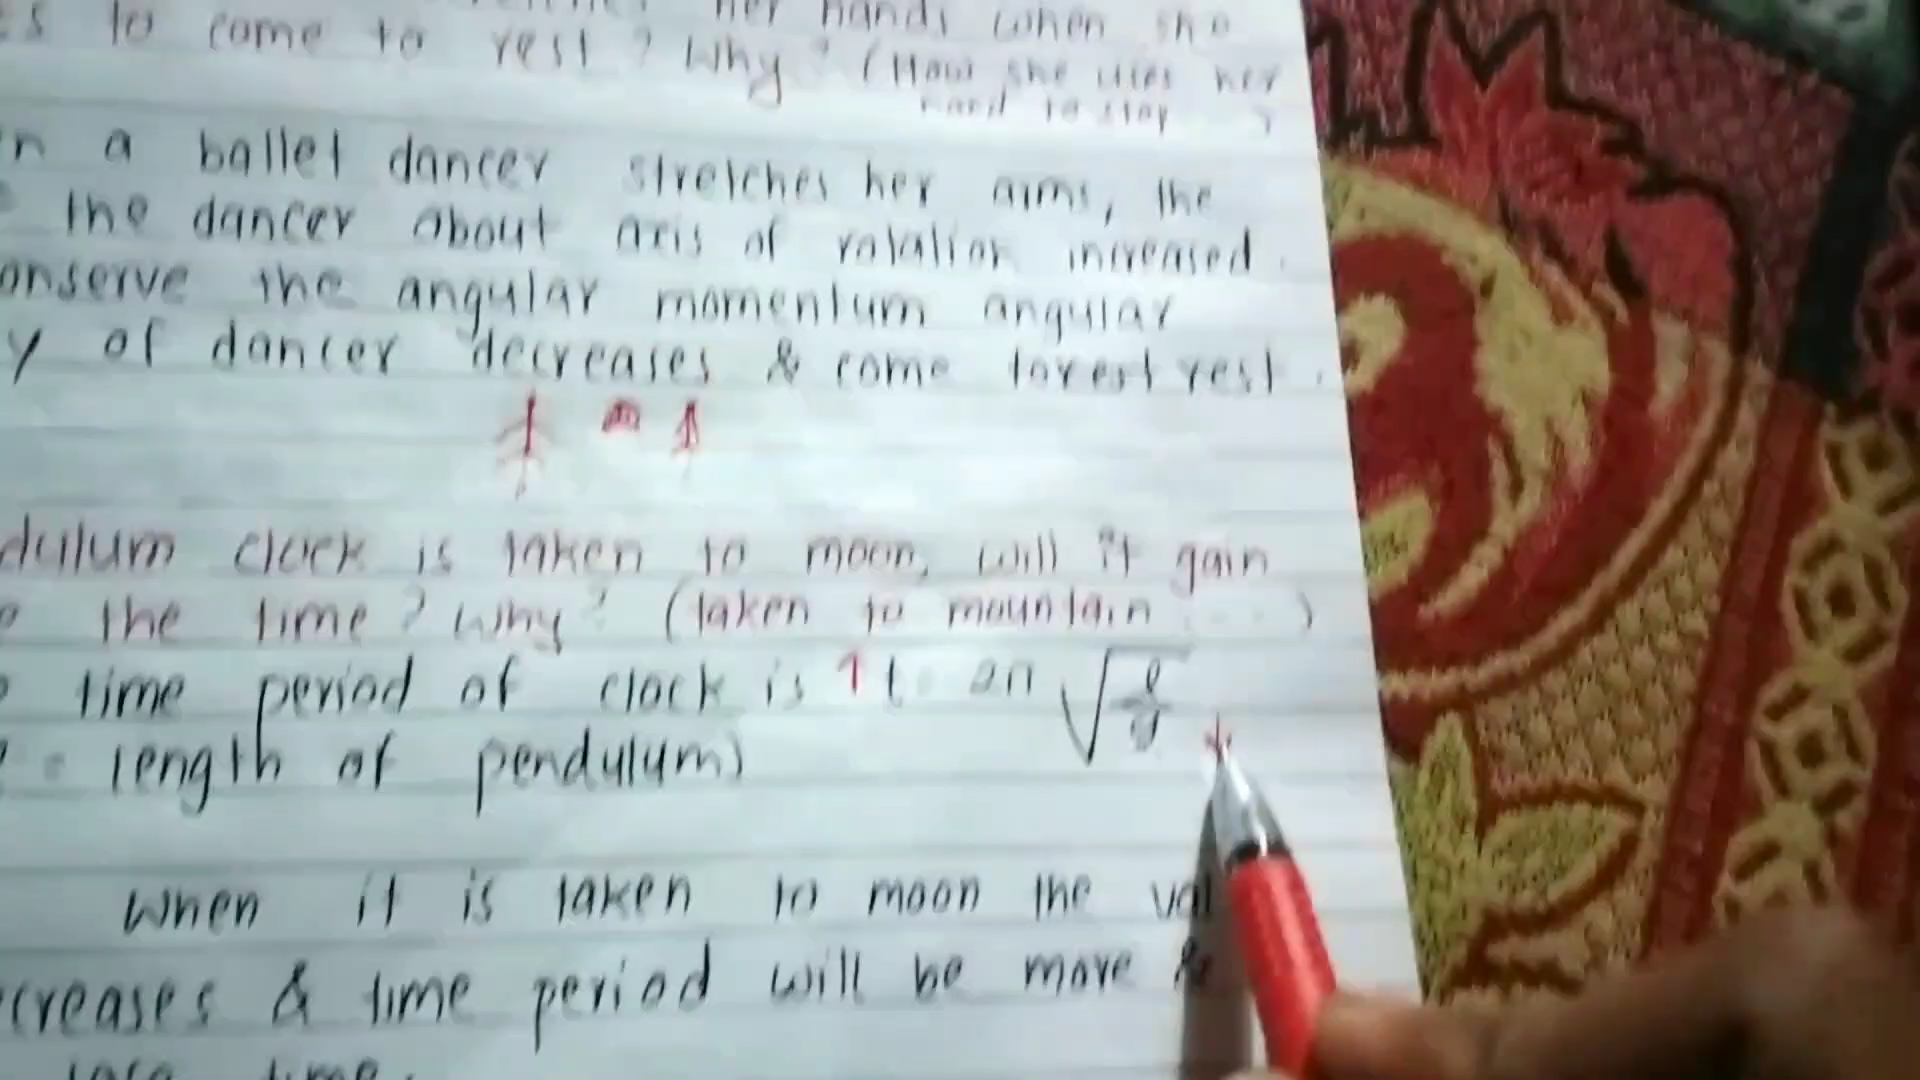 her hands when she
es to come to rest? Why? (How she uses her
hand to stop ?
n a ballet dancer stretches her arms, the
the dancer about axis of rotation increased.
onserve the angular momentum angular
y of dancer decreases & come rest.
dulum clock is taken to moon, will it gain
e the time? Why? (taken to mountain ...)
time period of clock is ↑ t = 2π √(l/g) ↓
= length of pendulum)
When it is taken to moon the val
creases & time period will be more &
time.